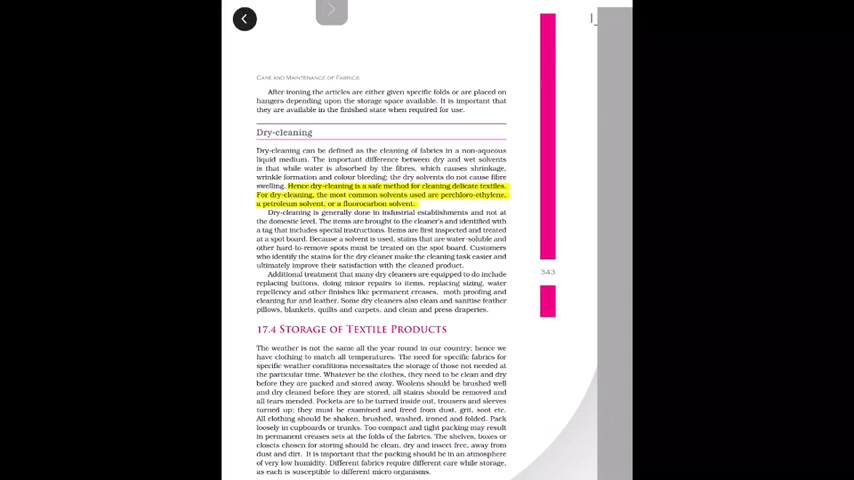 CARE AND MAINTENANCE OF FABRICS
After ironing the articles are either given specific folds or are placed on
hangers depending upon the storage space available. It is important that
they are available in the finished state when required for use.
Dry-cleaning
Dry-cleaning can be defined as the cleaning of fabrics in a non-aqueous
liquid medium. The important difference between dry and wet solvents
is that while water is absorbed by the fibres, which causes shrinkage,
wrinkle formation and colour bleeding; the dry solvents do not cause fibre
swelling. Hence dry-cleaning is a safe method for cleaning delicate textiles.
For dry-cleaning, the most common solvents used are perchloro-ethylene,
a petroleum solvent, or a fluorocarbon solvent.
Dry-cleaning is generally done in industrial establishments and not at
the domestic level. The items are brought to the cleaner's and identified with
a tag that includes special instructions. Items are first inspected and treated
at a spot board. Because a solvent is used, stains that are water-soluble and
other hard-to-remove spots must be treated on the spot board. Customers
who identify the stains for the dry cleaner make the cleaning task easier and
ultimately improve their satisfaction with the cleaned product.
Additional treatment that many dry cleaners are equipped to do include
replacing buttons, doing minor repairs to items, replacing sizing, water
repellency and other finishes like permanent creases, moth proofing and
cleaning fur and leather. Some dry cleaners also clean and sanitise feather
pillows, blankets, quilts and carpets, and clean and press draperies.
343
17.4 STORAGE OF TEXTILE PRODUCTS
The weather is not the same all the year round in our country; hence we
have clothing to match all temperatures. The need for specific fabrics for
specific weather conditions necessitates the storage of those not needed at
the particular time. Whatever be the clothes, they need to be clean and dry
before they are packed and stored away. Woolens should be brushed well
and dry cleaned before they are stored, all stains should be removed and
all tears mended. Pockets are to be turned inside out, trousers and sleeves
turned up; they must be examined and freed from dust, grit, soot etc.
All clothing should be shaken, brushed, washed, ironed and folded. Pack
loosely in cupboards or trunks. Too compact and tight packing may result
in permanent creases sets at the folds of the fabrics. The shelves, boxes or
closets chosen for storing should be clean, dry and insect free, away from
dust and dirt. It is important that the packing should be in an atmosphere
of very low humidity. Different fabrics require different care while storage,
as each is susceptible to different micro organisms.